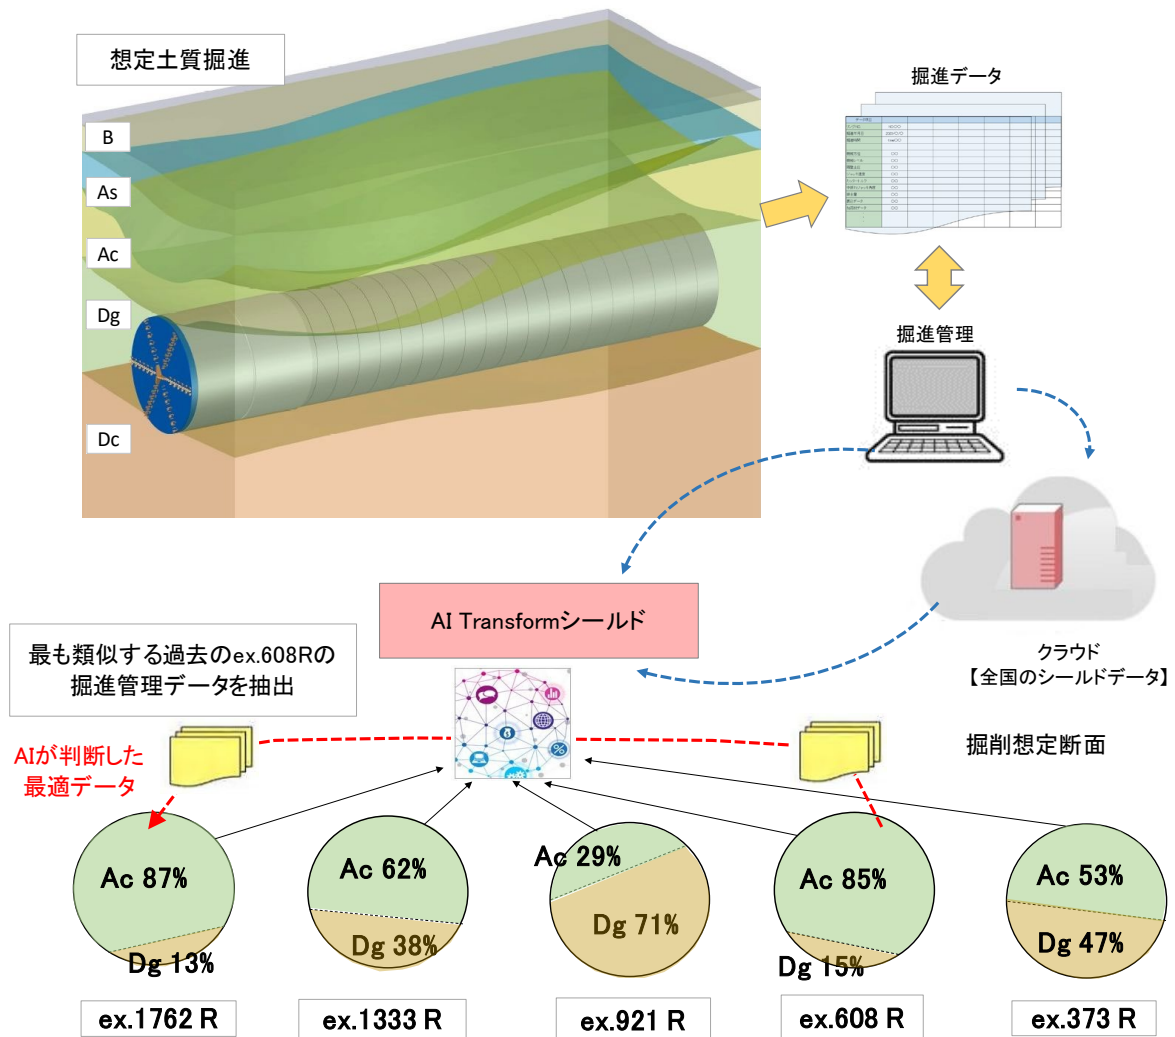 想定土質掘進
B
As
Ac
Dg
Dc
掘進データ
掘進管理
クラウド
【全国のシールドデータ】
AI Transformシールド
最も類似する過去のex.608Rの
掘進管理データを抽出
AIが判断した
最適データ
掘削想定断面
Ac 87%
Dg 13%
ex.1762 R
Ac 62%
Dg 38%
ex.1333 R
Ac 29%
Dg 71%
ex.921 R
Ac 85%
Dg 15%
ex.608 R
Ac 53%
Dg 47%
ex.373 R